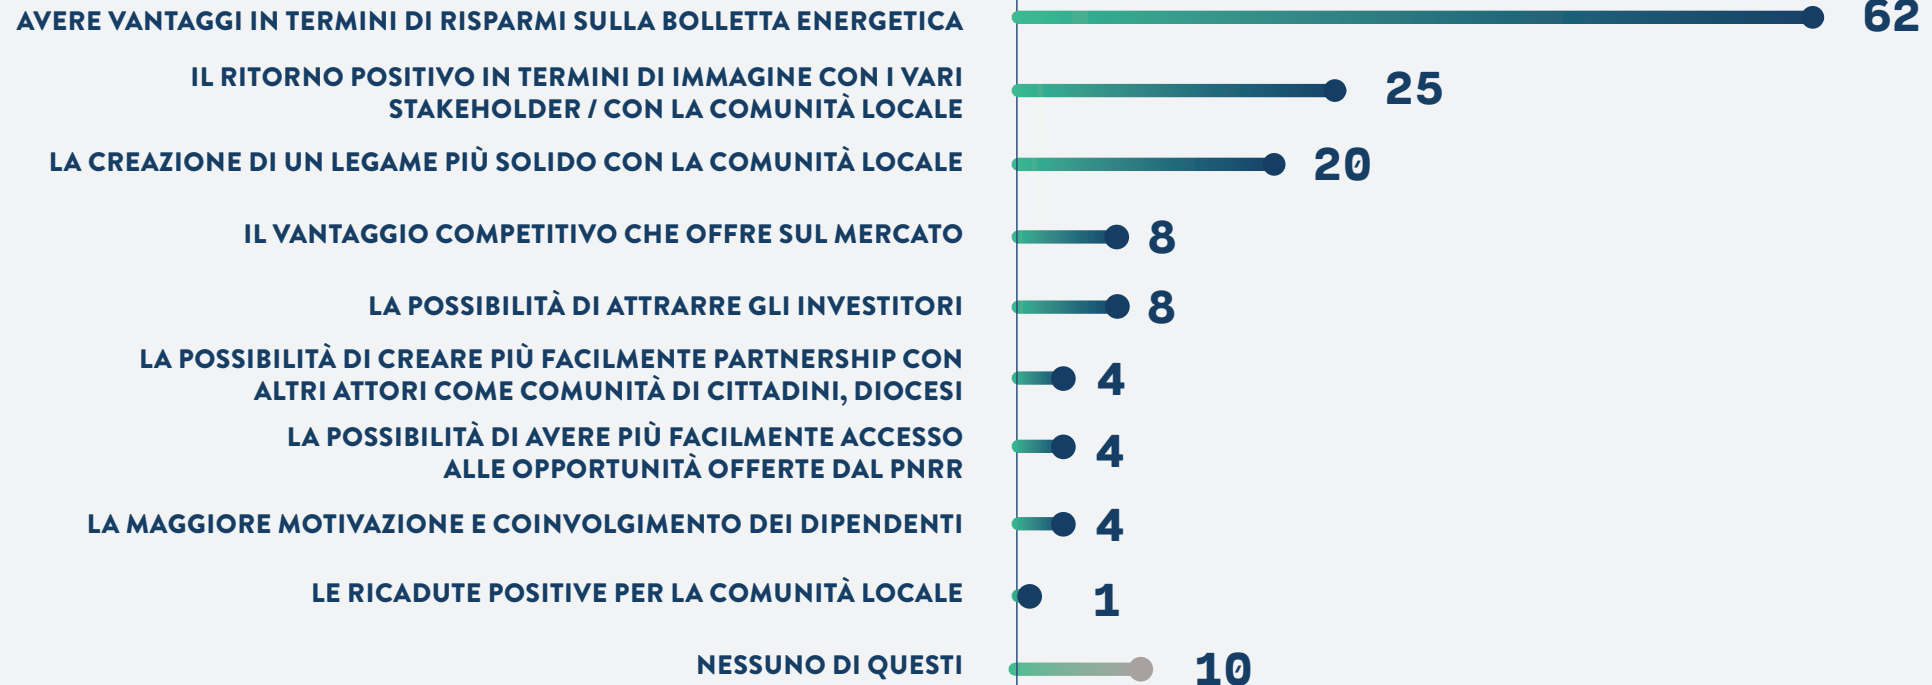 AVERE VANTAGGI IN TERMINI DI RISPARMI SULLA BOLLETTA ENERGETICA 62
IL RITORNO POSITIVO IN TERMINI DI IMMAGINE CON I VARI
STAKEHOLDER / CON LA COMUNITÀ LOCALE 25
LA CREAZIONE DI UN LEGAME PIÙ SOLIDO CON LA COMUNITÀ LOCALE 20
IL VANTAGGIO COMPETITIVO CHE OFFRE SUL MERCATO 8
LA POSSIBILITÀ DI ATTRARRE GLI INVESTITORI 8
LA POSSIBILITÀ DI CREARE PIÙ FACILMENTE PARTNERSHIP CON
ALTRI ATTORI COME COMUNITÀ DI CITTADINI, DIOCESI 4
LA POSSIBILITÀ DI AVERE PIÙ FACILMENTE ACCESSO
ALLE OPPORTUNITÀ OFFERTE DAL PNRR 4
LA MAGGIORE MOTIVAZIONE E COINVOLGIMENTO DEI DIPENDENTI 4
LE RICADUTE POSITIVE PER LA COMUNITÀ LOCALE 1
NESSUNO DI QUESTI 10